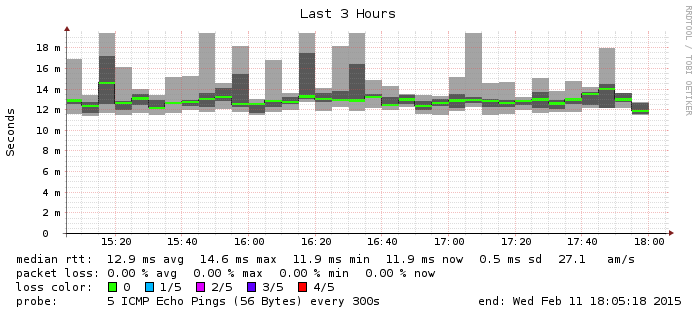 Last 3 Hours
RRDTOOL / TOBI OETIKER
Seconds
18 m
16 m
14 m
12 m
10 m
8 m
6 m
4 m
2 m
0
15:20 15:40 16:00 16:20 16:40 17:00 17:20 17:40 18:00
median rtt: 12.9 ms avg 14.6 ms max 11.9 ms min 11.9 ms now 0.5 ms sd 27.1 am/s
packet loss: 0.00 % avg 0.00 % max 0.00 % min 0.00 % now
loss color: 0 1/5 2/5 3/5 4/5
probe: 5 ICMP Echo Pings (56 Bytes) every 300s end: Wed Feb 11 18:05:18 2015